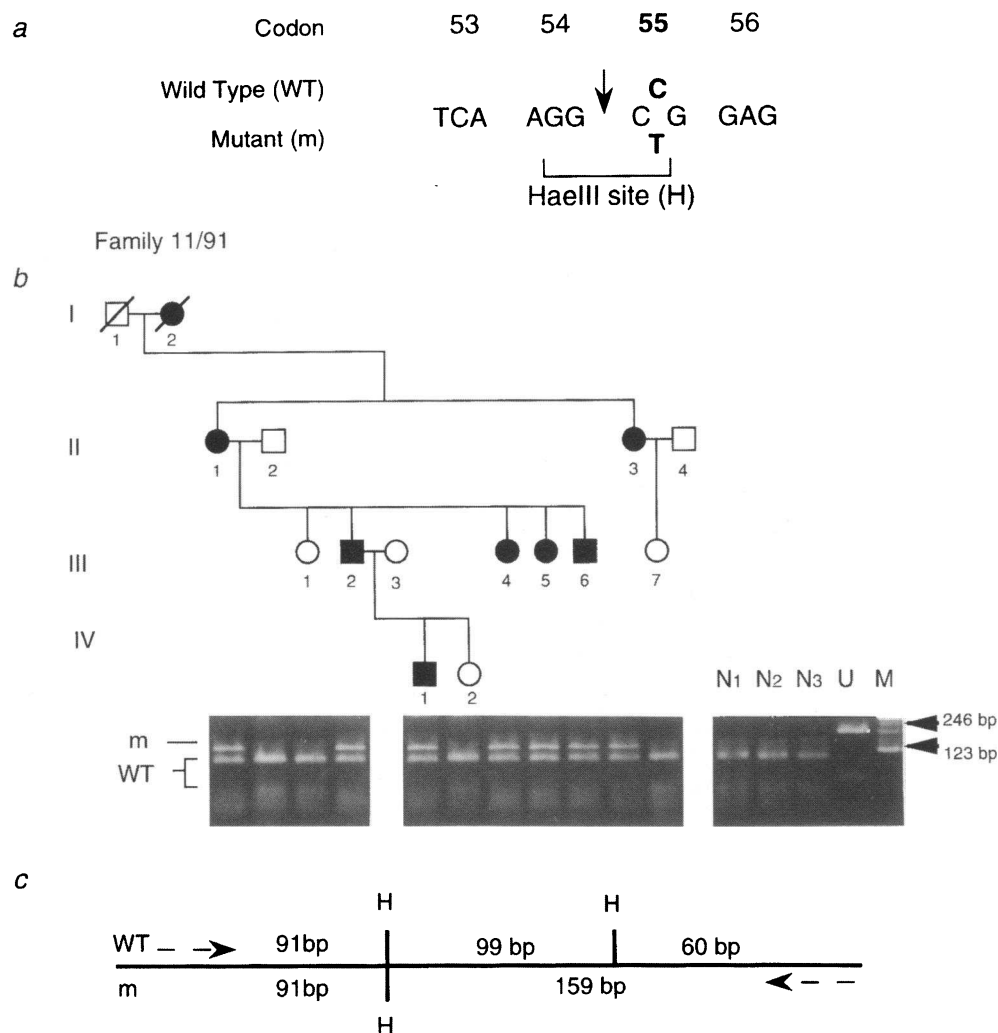 a
Codon 53 54 55 56
Wild Type (WT) C
TCA AGG C G GAG
Mutant (m) T
HaeIII site (H)
Family 11/91
b
I
1 2
II
1 2 3 4
III
1 2 3 4 5 6 7
IV
1 2
N1 N2 N3 U M
m
WT
246 bp
123 bp
c
H H
WT 91bp 99 bp 60 bp
m 91bp 159 bp
H